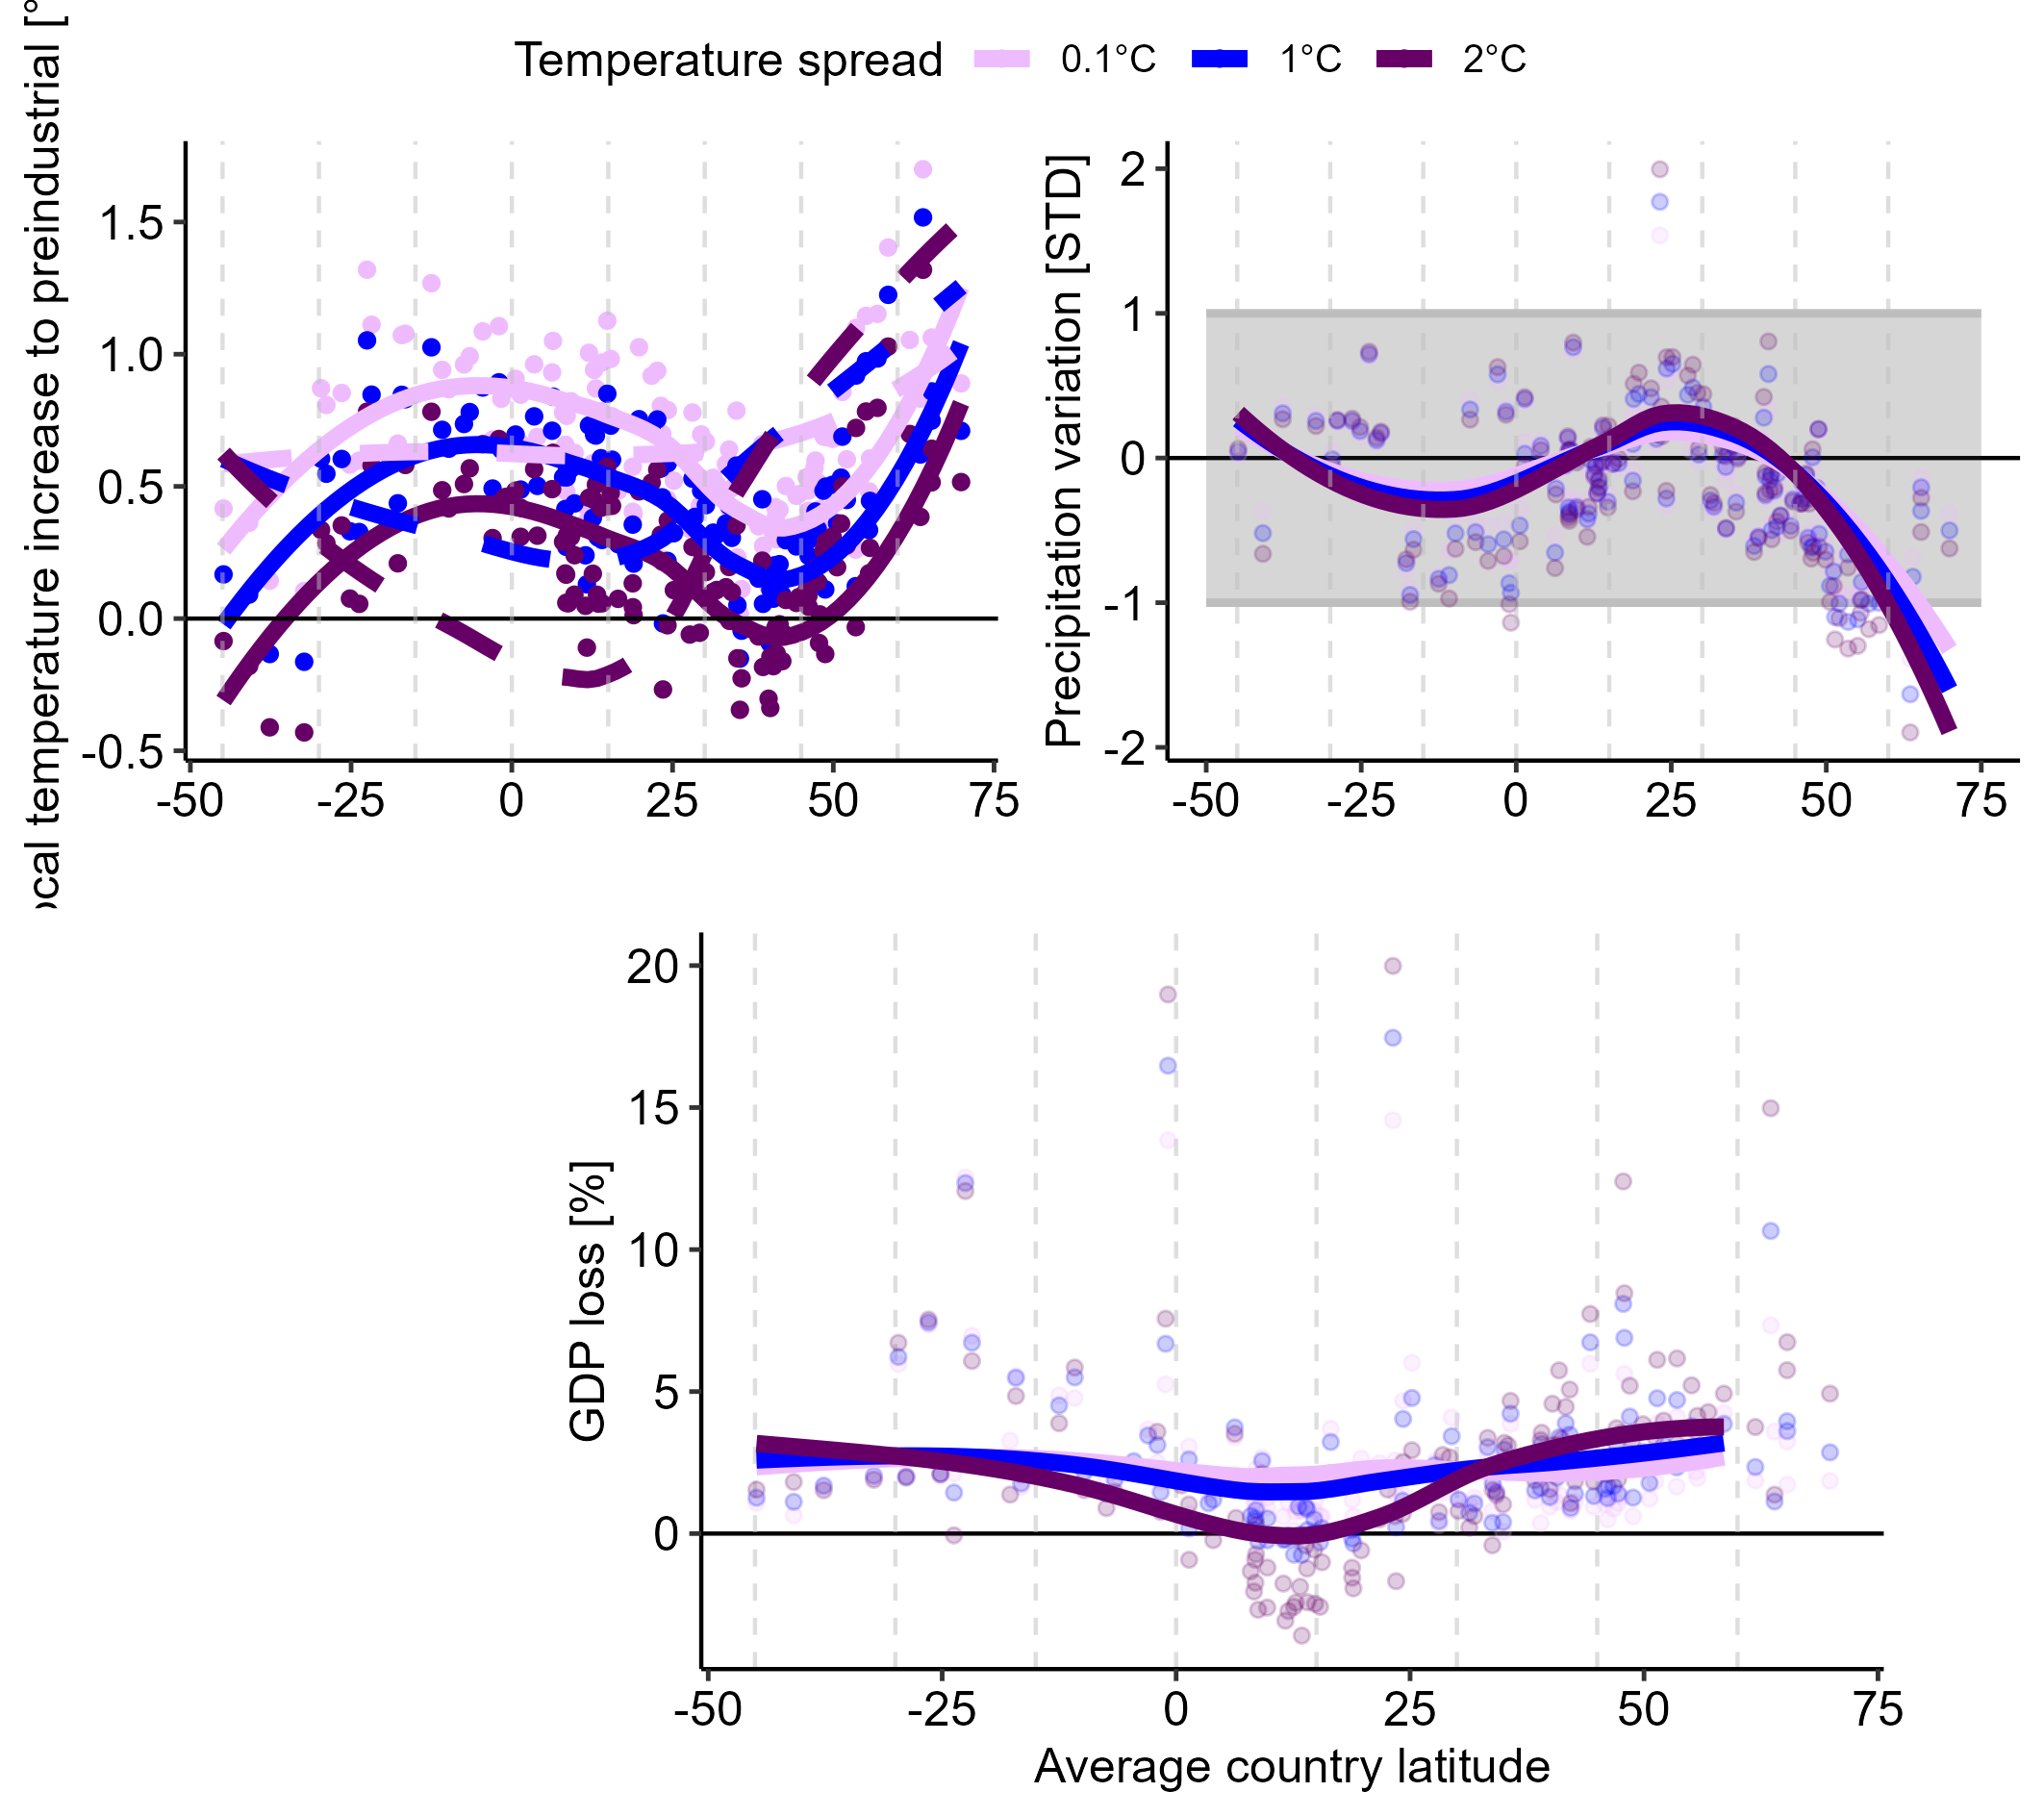 Temperature spread 0.1°C 1°C 2°C
ocal temperature increase to preindustrial [°
1.5
1.0
0.5
0.0
-0.5
-50 -25 0 25 50 75
Precipitation variation [STD]
2
1
0
-1
-2
-50 -25 0 25 50 75
GDP loss [%]
20
15
10
5
0
-50 -25 0 25 50 75
Average country latitude